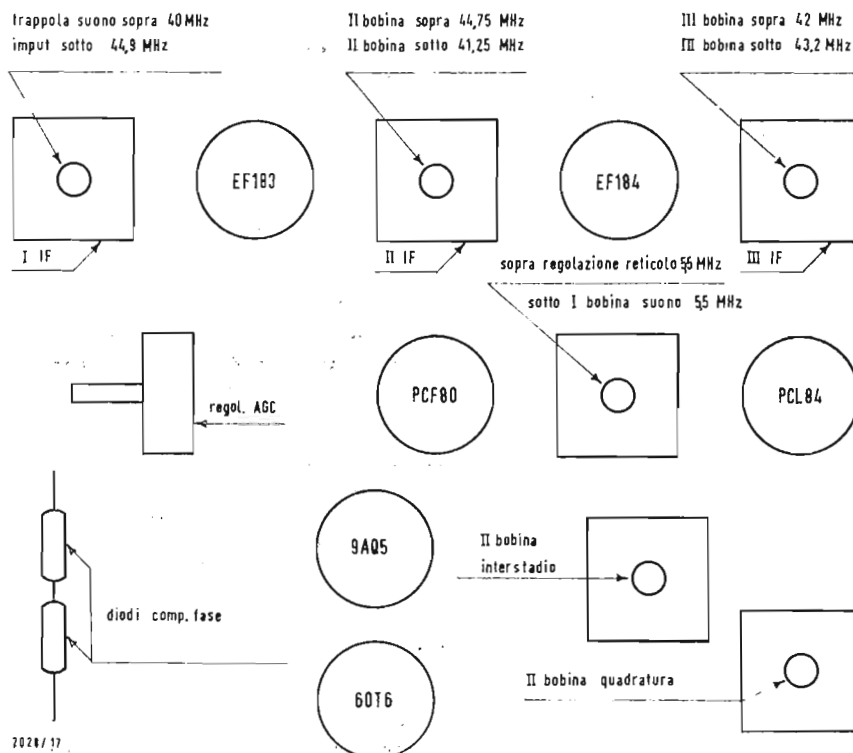 trappola suono sopra 40 MHz
imput sotto 44,9 MHz
II bobina sopra 44,75 MHz
II bobina sotto 41,25 MHz
III bobina sopra 42 MHz
III bobina sotto 43,2 MHz
EF183
EF184
I IF
II IF
III IF
sopra regolazione reticolo 5,5 MHz
sotto I bobina suono 5,5 MHz
regol. AGC
PCF80
PCL84
9AQ5
II bobina
interstadio
diodi comp. fase
6DT6
II bobina quadratura
2028/17